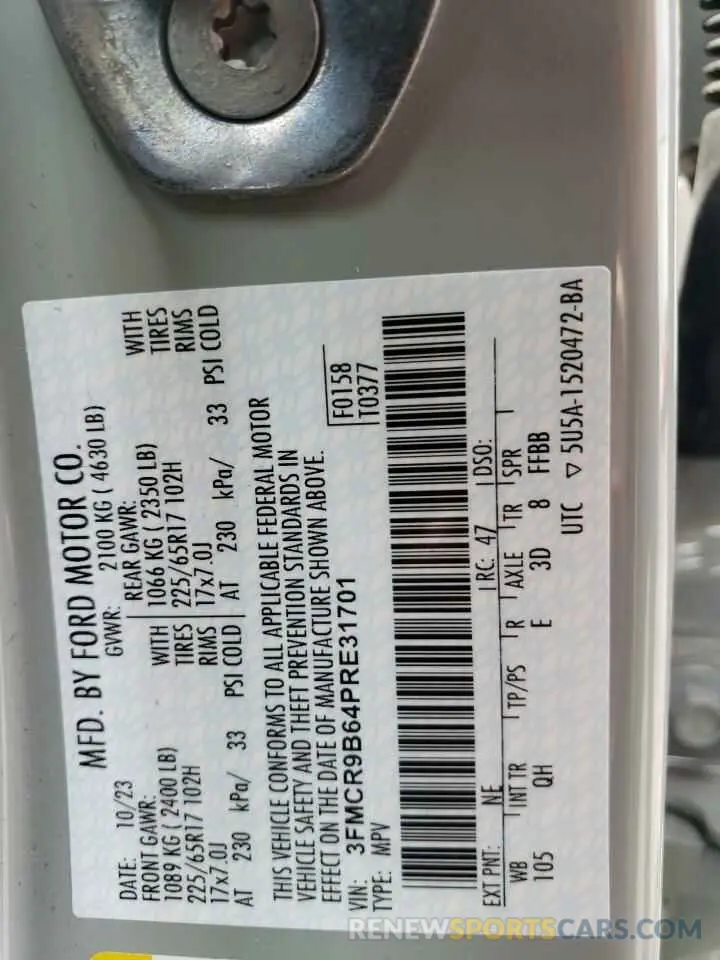 MFD. BY FORD MOTOR CO.
DATE: 10/23 GVWR: 2100 KG ( 4630 LB)
FRONT GAWR: REAR GAWR:
1089 KG ( 2400 LB) WITH 1066 KG ( 2350 LB) WITH
225/65R17 102H TIRES 225/65R17 102H TIRES
17x7.0J RIMS 17x7.0J RIMS
AT 230 kPa/ 33 PSI COLD AT 230 kPa/ 33 PSI COLD
THIS VEHICLE CONFORMS TO ALL APPLICABLE FEDERAL MOTOR
VEHICLE SAFETY AND THEFT PREVENTION STANDARDS IN
EFFECT ON THE DATE OF MANUFACTURE SHOWN ABOVE.
VIN: 3FMCR9B64PRE31701
TYPE: MPV
F0158
T0377
EXT PNT: NE RC: 47 DSO:
WB INT TR TP/PS R AXLE TR SPR
105 QH E 3D 8 FFBB
UTC ▽ 5U5A-1520472-BA
RENEWSPORTSCARS.COM